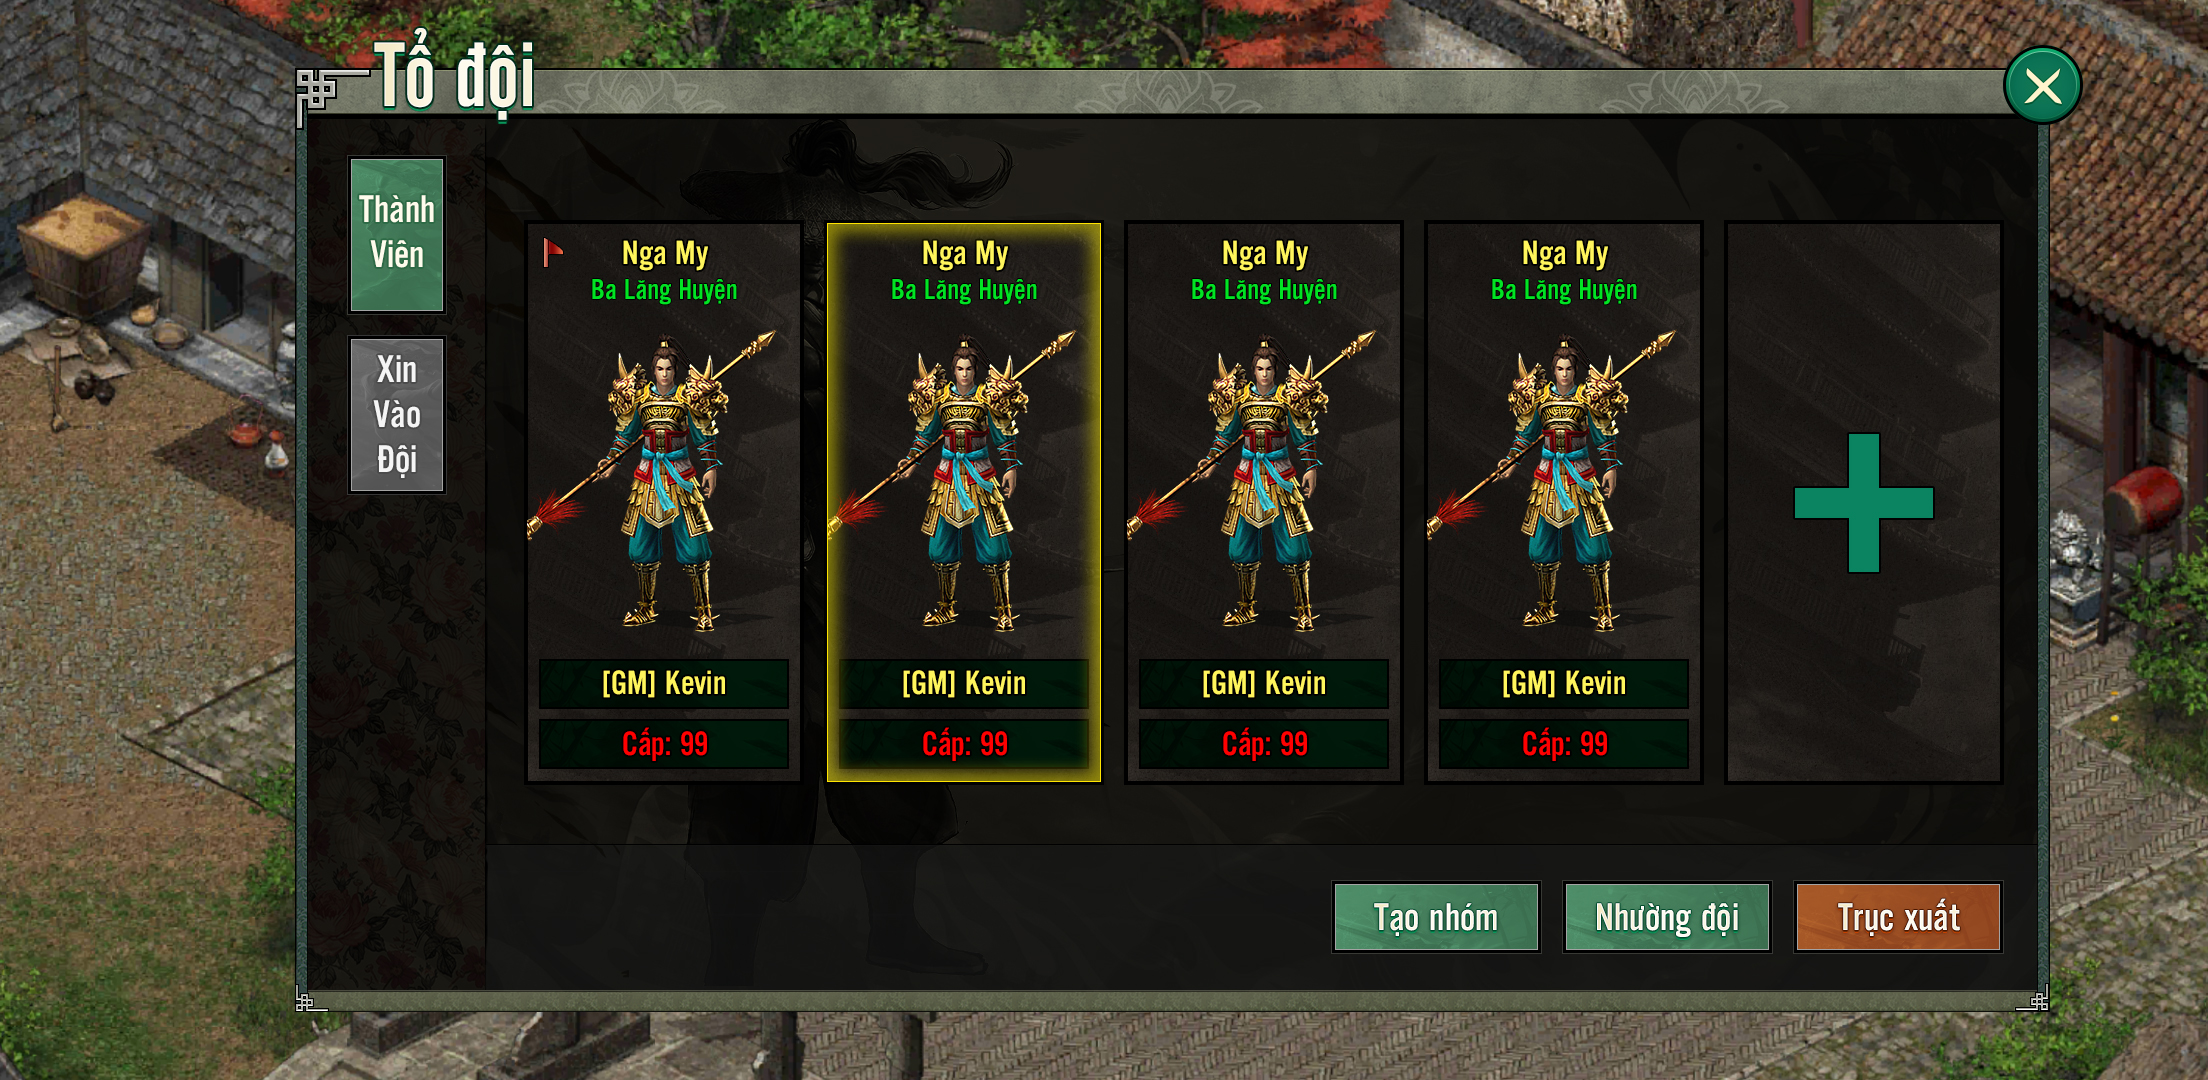 Tổ đội
Thành
Viên
Xin
Vào
Đội
Nga My
Ba Lăng Huyện
[GM] Kevin
Cấp: 99
Nga My
Ba Lăng Huyện
[GM] Kevin
Cấp: 99
Nga My
Ba Lăng Huyện
[GM] Kevin
Cấp: 99
Nga My
Ba Lăng Huyện
[GM] Kevin
Cấp: 99
Tạo nhóm
Nhường đội
Trục xuất